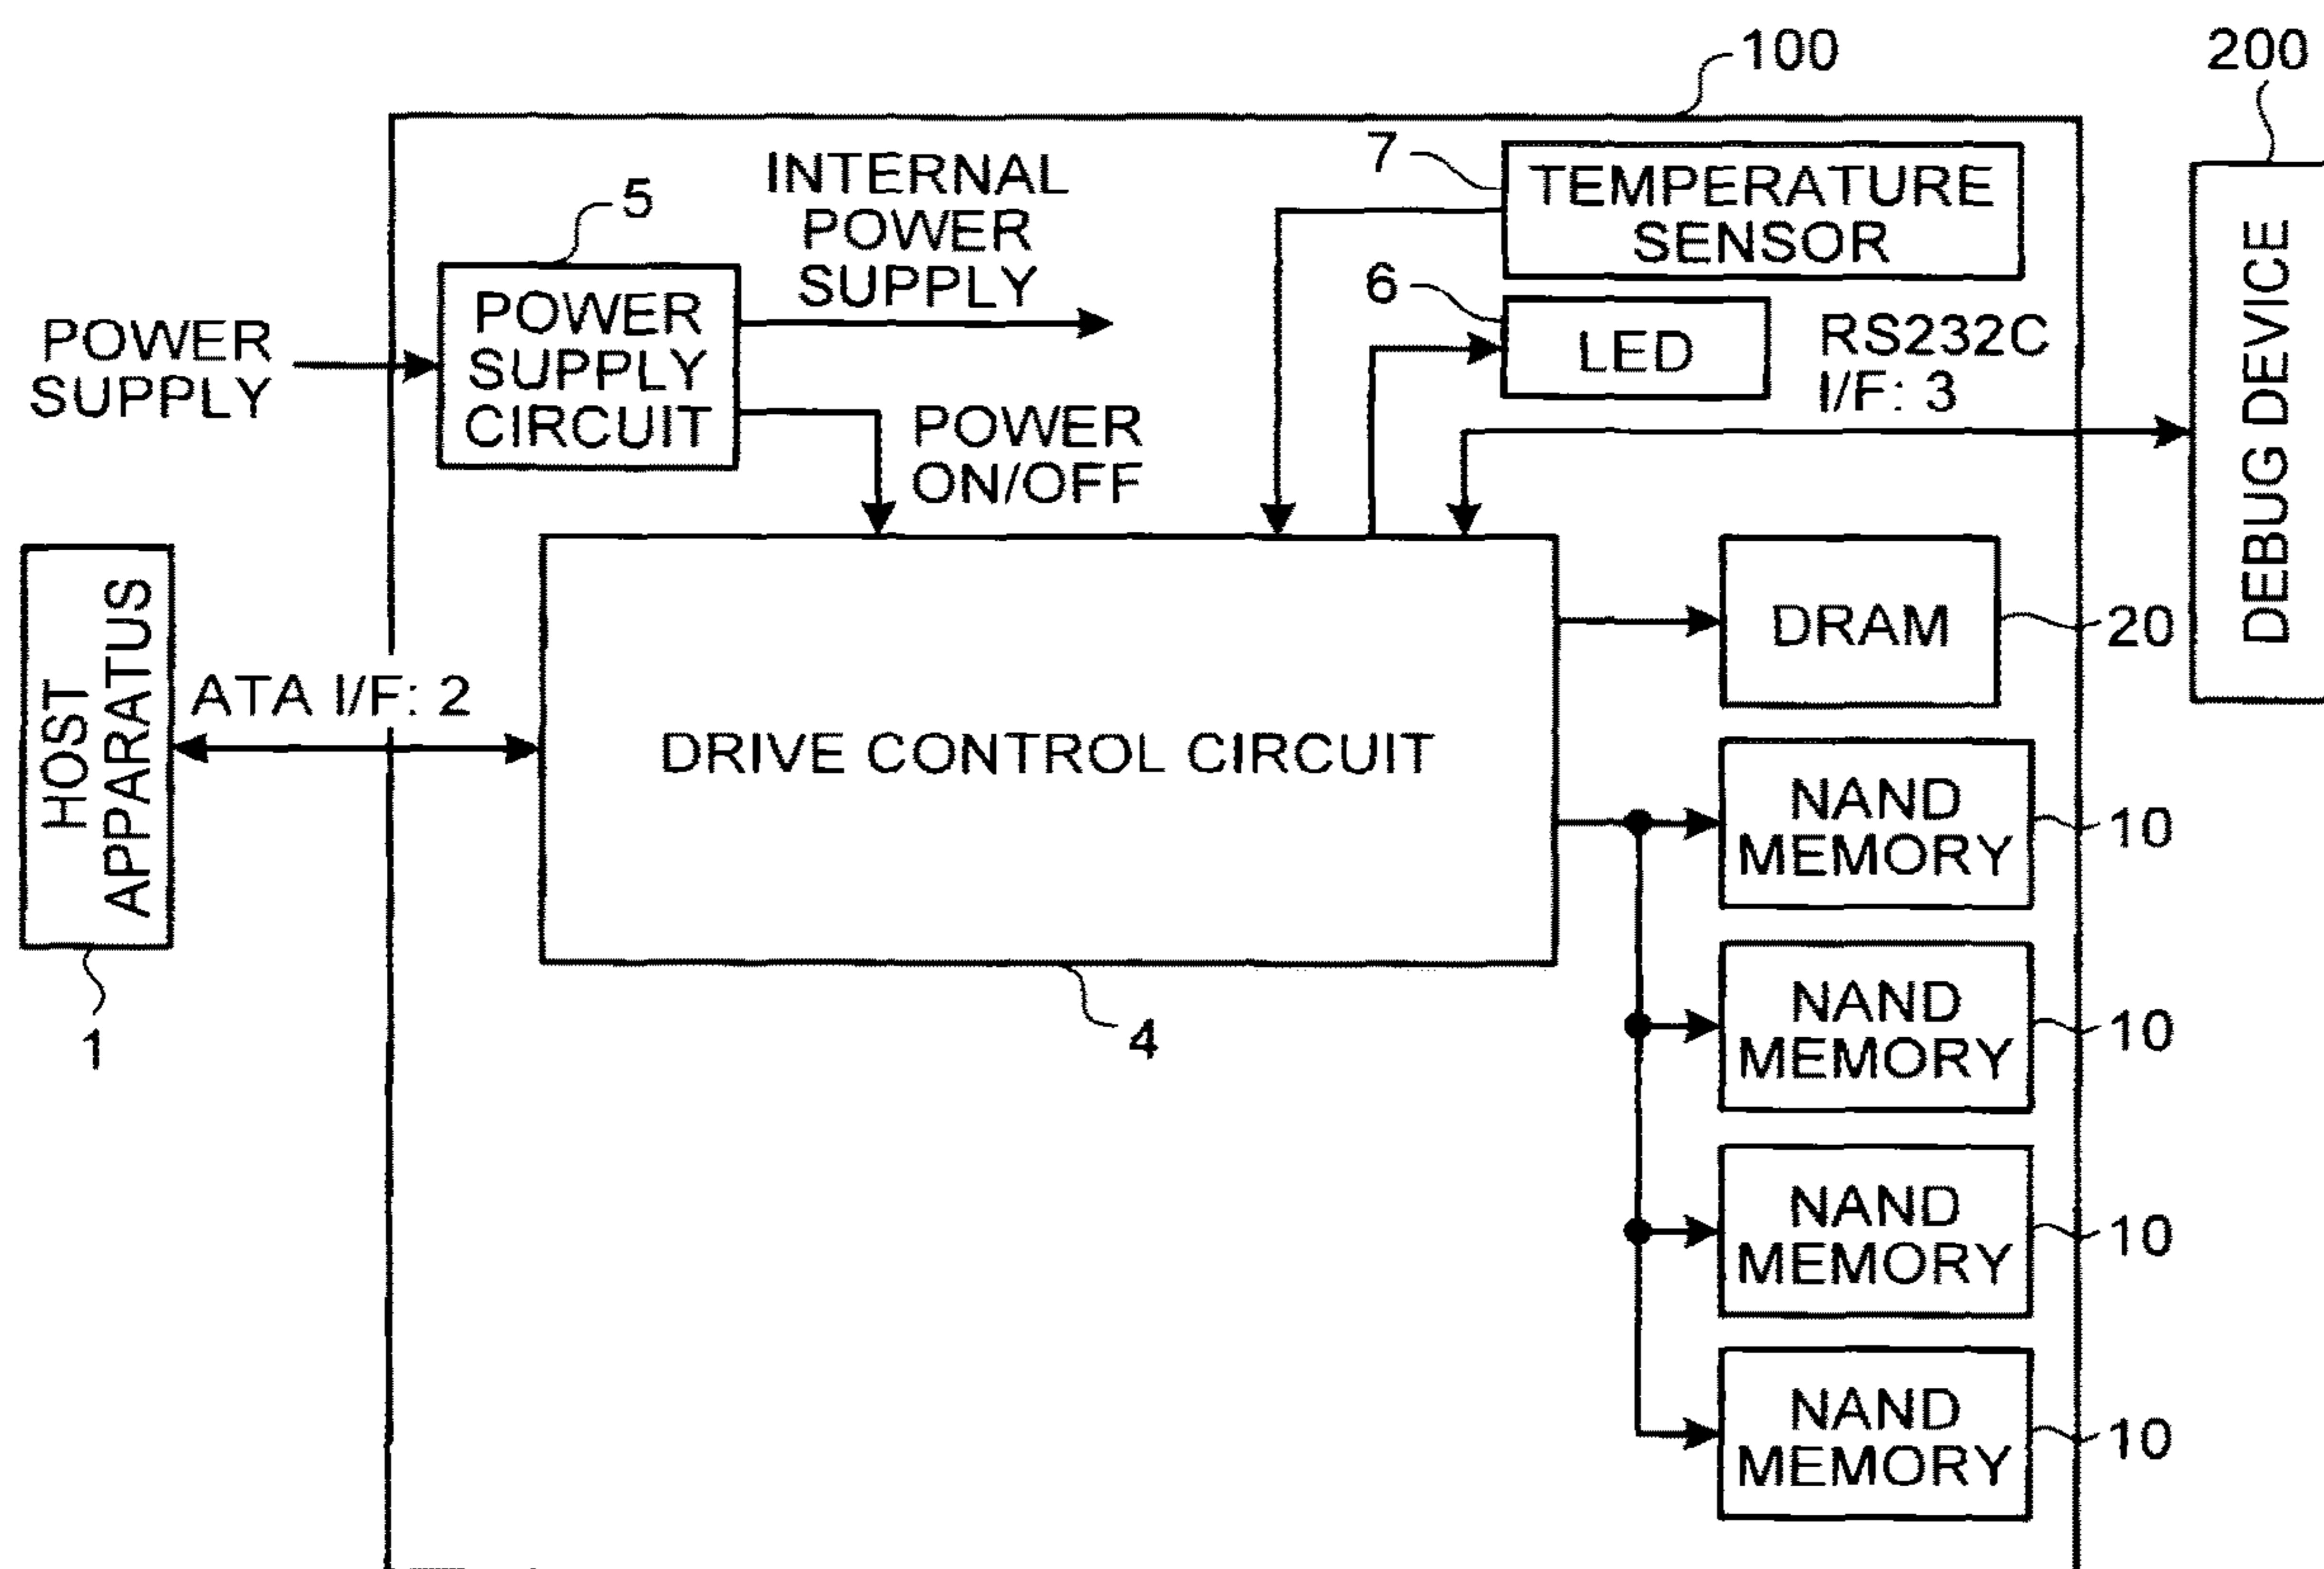 100
200
7
TEMPERATURE
SENSOR
INTERNAL
POWER
SUPPLY
5
6
LED
RS232C
I/F: 3
POWER
SUPPLY
POWER
SUPPLY
CIRCUIT
POWER
ON/OFF
DEBUG DEVICE
HOST
APPARATUS
ATA I/F: 2
DRIVE CONTROL CIRCUIT
DRAM
20
NAND
MEMORY
10
NAND
MEMORY
10
1
4
NAND
MEMORY
10
NAND
MEMORY
10